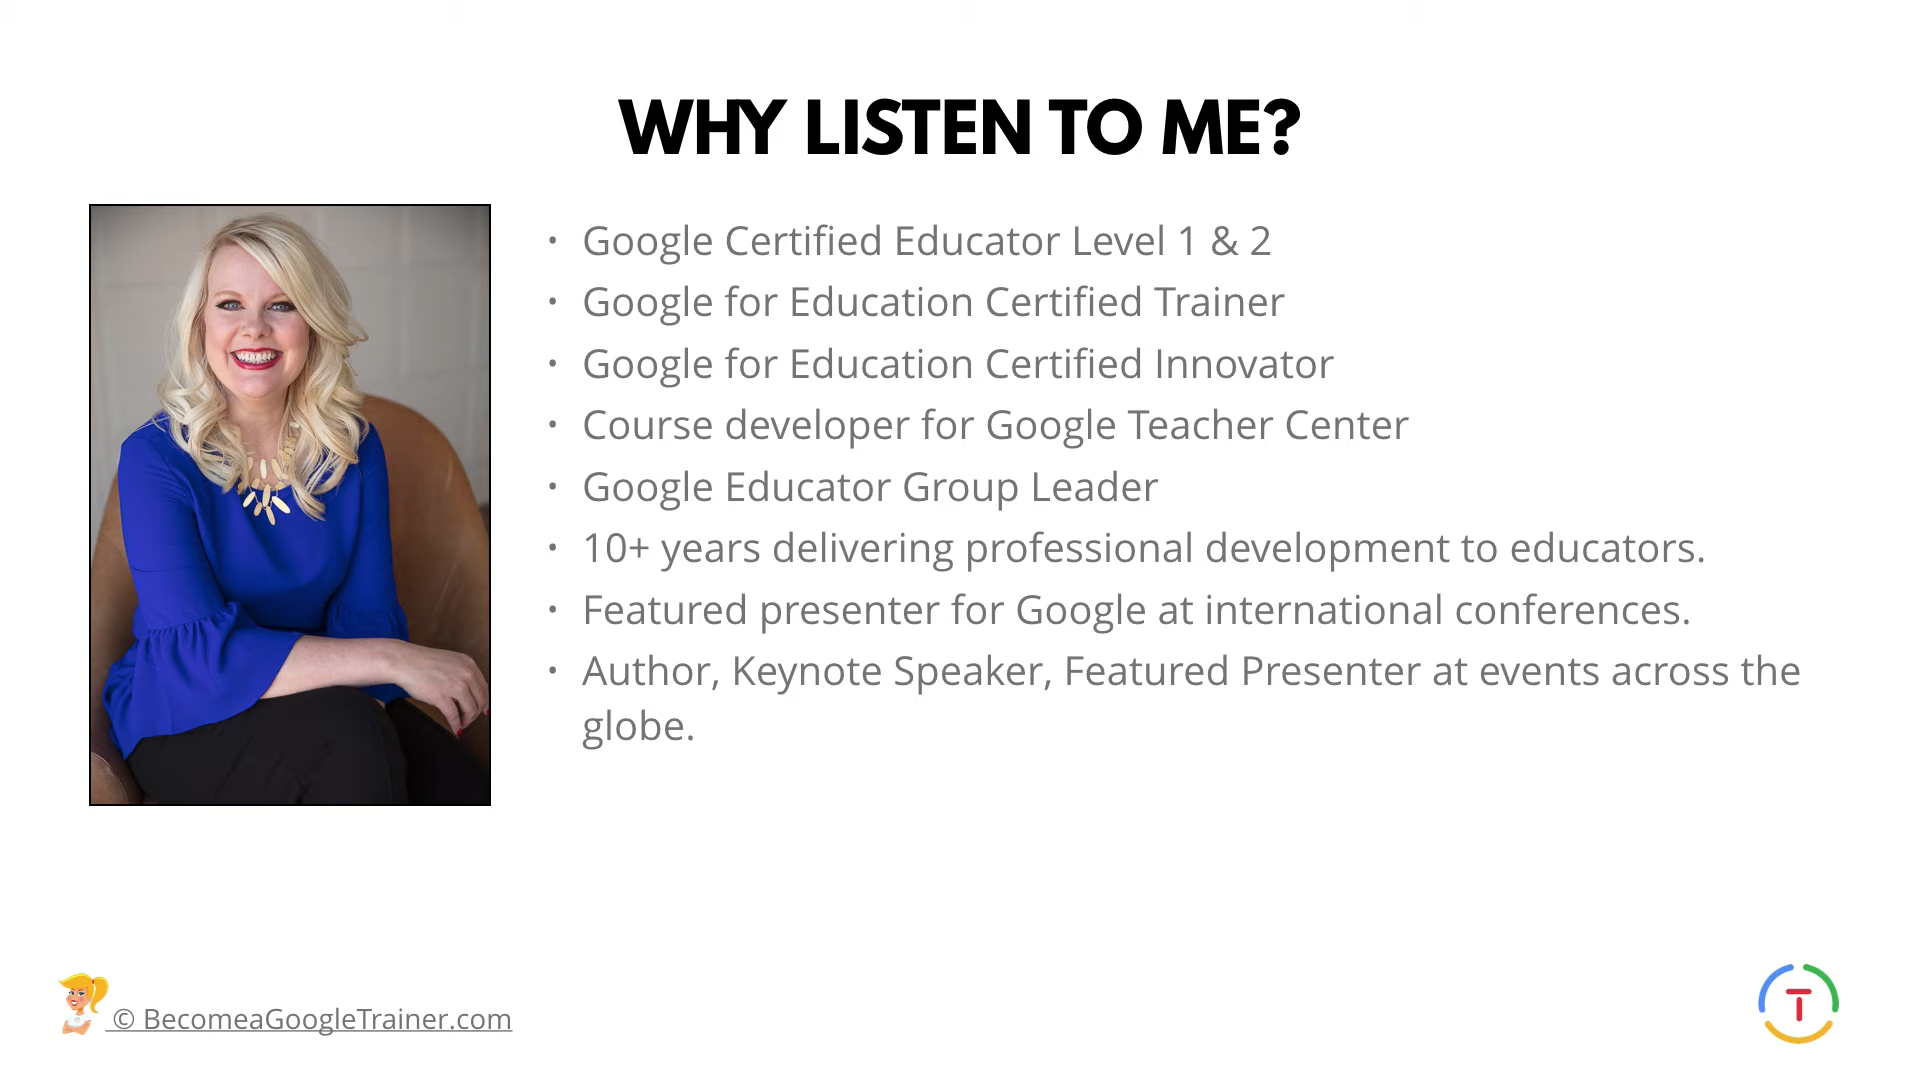 WHY LISTEN TO ME?
• Google Certified Educator Level 1 & 2
• Google for Education Certified Trainer
• Google for Education Certified Innovator
• Course developer for Google Teacher Center
• Google Educator Group Leader
• 10+ years delivering professional development to educators.
• Featured presenter for Google at international conferences.
• Author, Keynote Speaker, Featured Presenter at events across the
globe.
© BecomeaGoogleTrainer.com
T